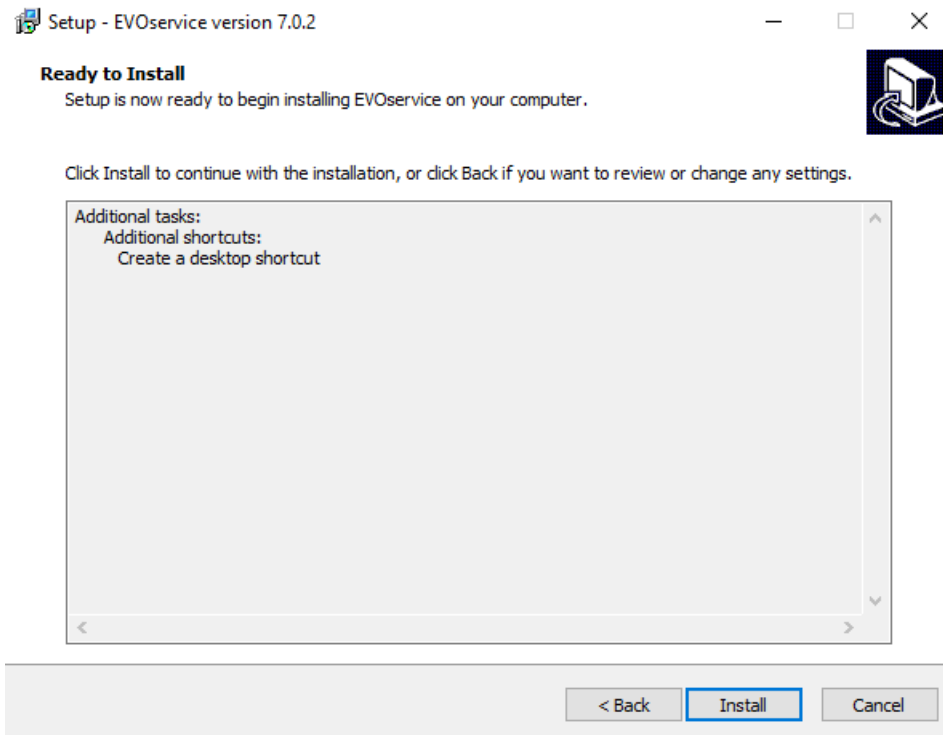 Setup - EVOservice version 7.0.2
Ready to Install
Setup is now ready to begin installing EVOservice on your computer.
Click Install to continue with the installation, or click Back if you want to review or change any settings.
Additional tasks:
Additional shortcuts:
Create a desktop shortcut
< Back
Install
Cancel